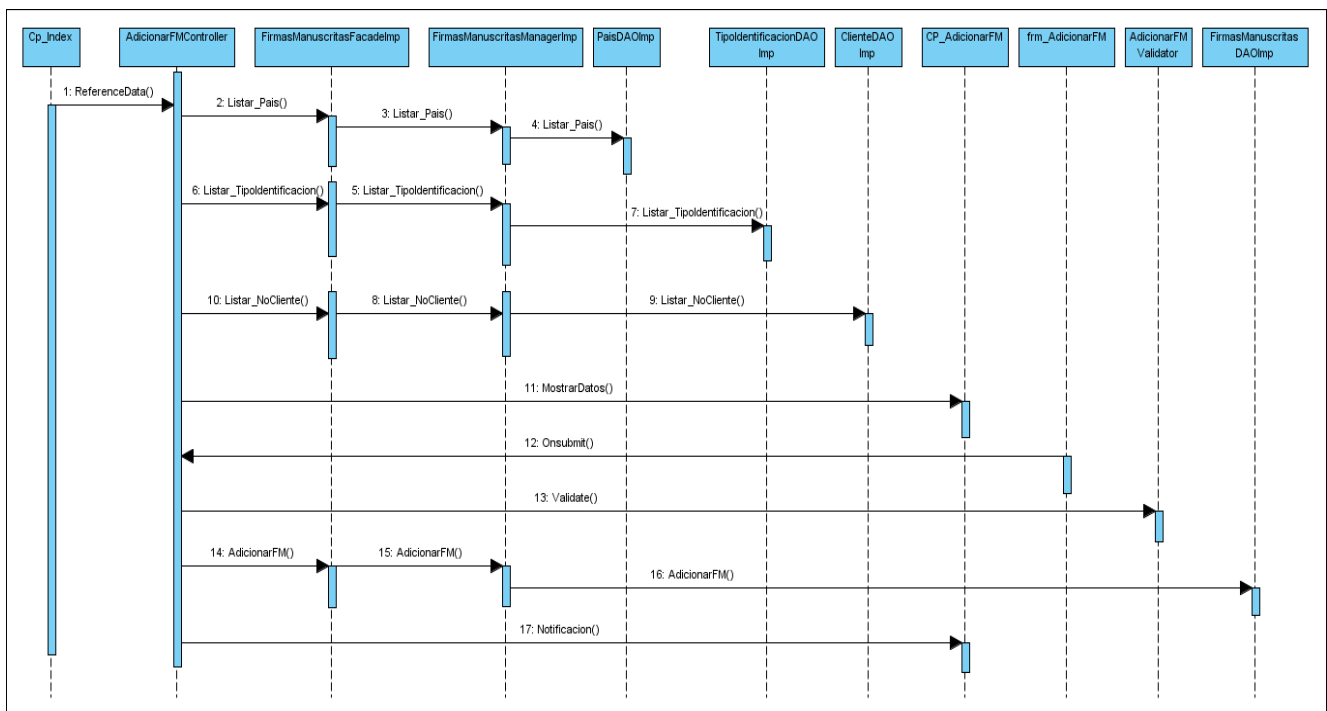 Cp_Index
AdicionarFMController
FirmasManuscritasFacadeImp
FirmasManuscritasManagerImp
PaisDAOImp
TipoIdentificacionDAO
Imp
ClienteDAO
Imp
CP_AdicionarFM
frm_AdicionarFM
AdicionarFM
Validator
FirmasManuscritas
DAOImp
1: ReferenceData()
2: Listar_Pais()
3: Listar_Pais()
4: Listar_Pais()
6: Listar_TipoIdentificacion()
5: Listar_TipoIdentificacion()
7: Listar_TipoIdentificacion()
10: Listar_NoCliente()
8: Listar_NoCliente()
9: Listar_NoCliente()
11: MostrarDatos()
12: Onsubmit()
13: Validate()
14: AdicionarFM()
15: AdicionarFM()
16: AdicionarFM()
17: Notificacion()